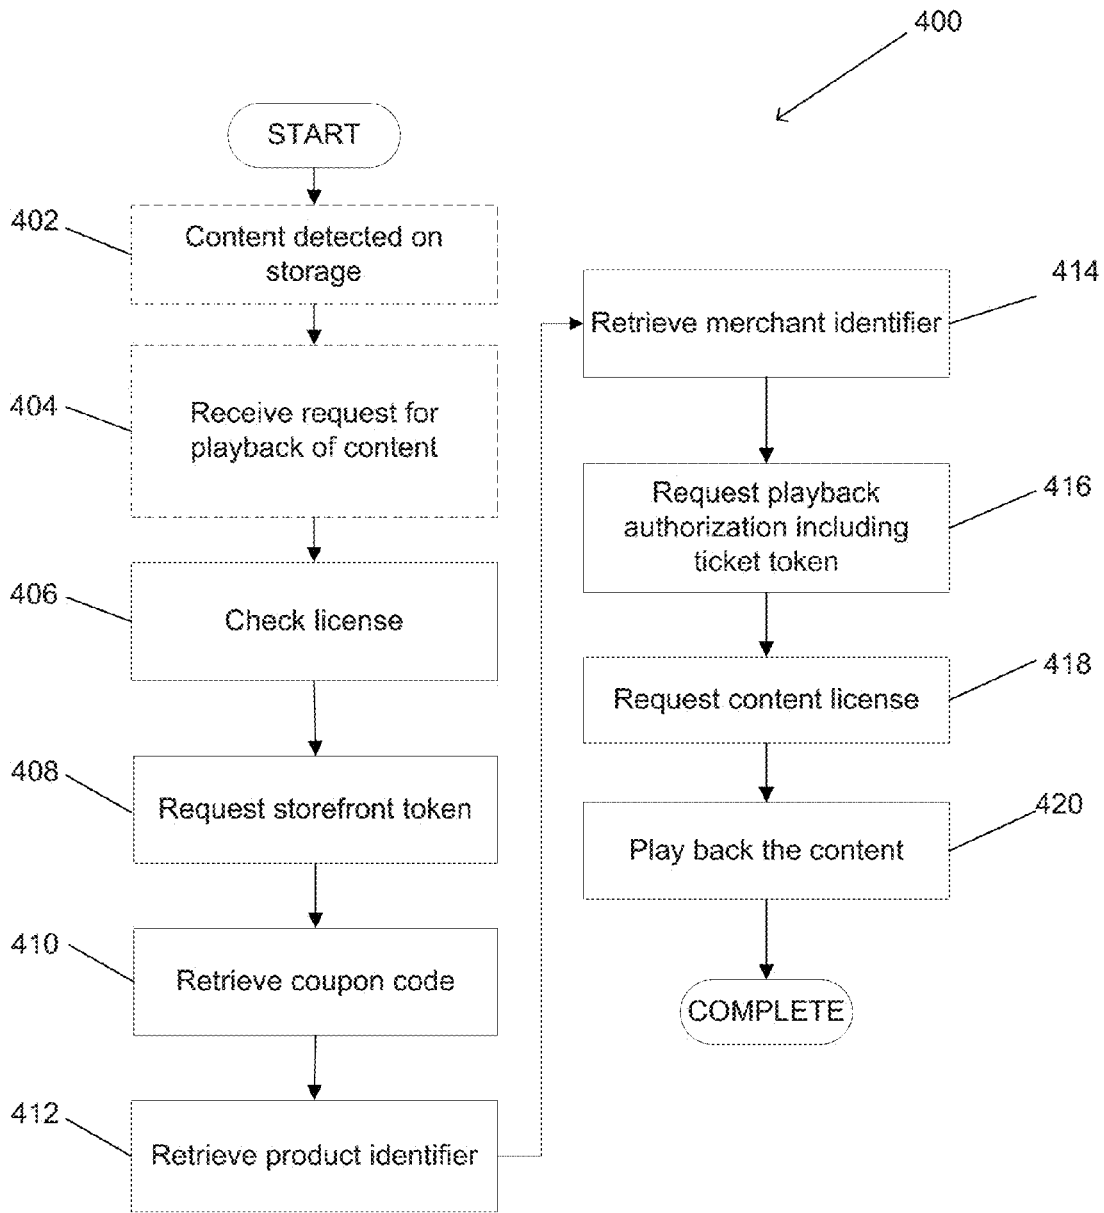 400
START
402
Content detected on
storage
404
Receive request for
playback of content
406
Check license
408
Request storefront token
410
Retrieve coupon code
412
Retrieve product identifier
414
Retrieve merchant identifier
416
Request playback
authorization including
ticket token
418
Request content license
420
Play back the content
COMPLETE